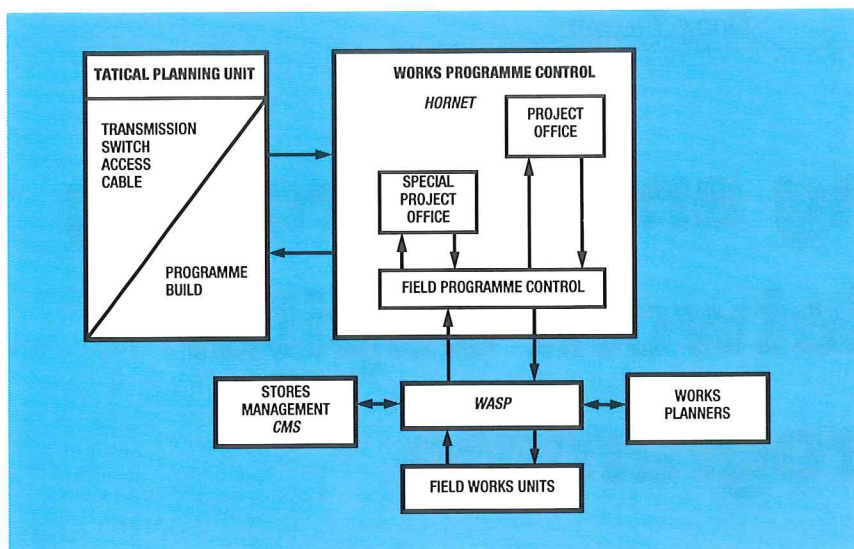 TATICAL PLANNING UNIT
TRANSMISSION
SWITCH
ACCESS
CABLE
PROGRAMME
BUILD
WORKS PROGRAMME CONTROL
HORNET
PROJECT
OFFICE
SPECIAL
PROJECT
OFFICE
FIELD PROGRAMME CONTROL
STORES
MANAGEMENT
CMS
WASP
WORKS
PLANNERS
FIELD WORKS UNITS